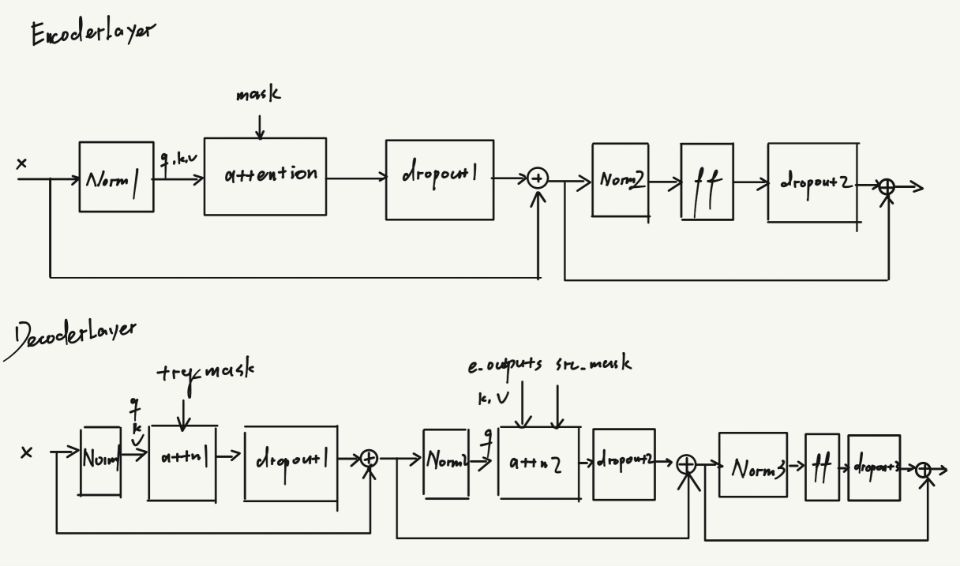 EncoderLayer
mask
x
Norm1
q,k,v
attention
dropout1
+
Norm2
ff
dropout2
+
DecoderLayer
trg_mask
e_outputs src_mask
k,v
x
Norm1
q
k
v
attn1
dropout1
+
Norm2
q
attn2
dropout2
+
Norm3
ff
dropout3
+